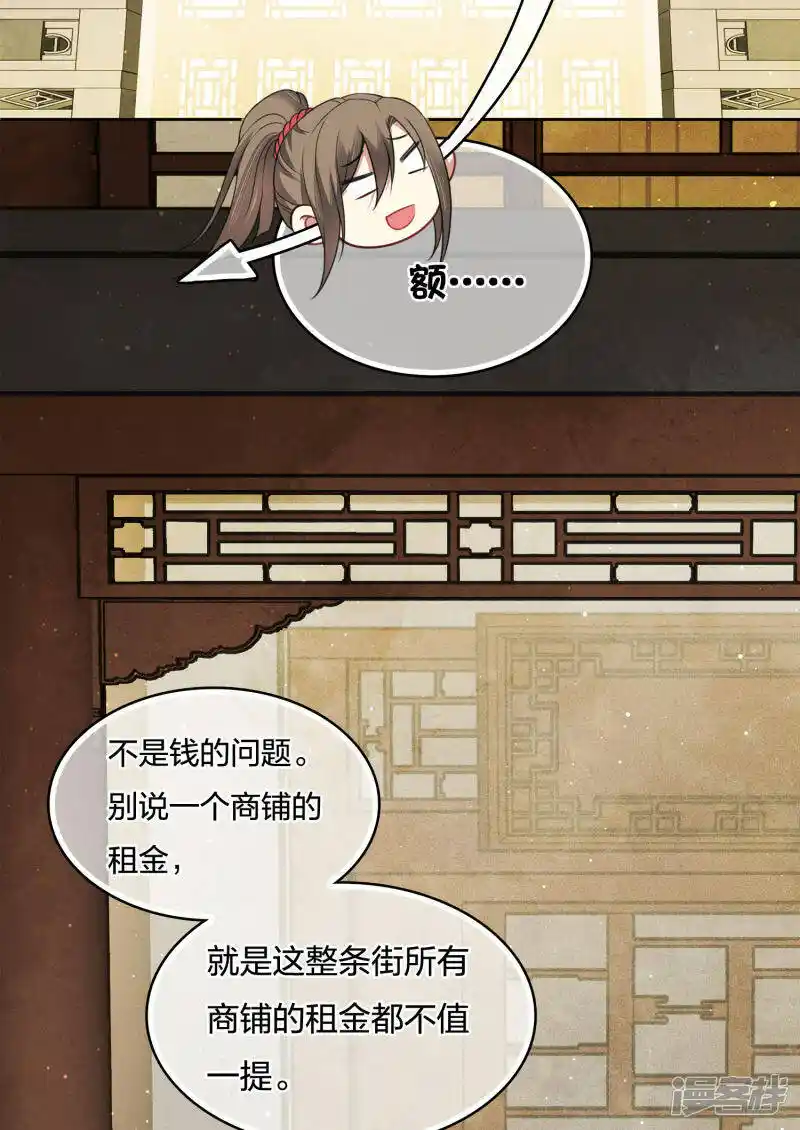 额……
不是钱的问题。
别说一个商铺的
租金，
就是这整条街所有
商铺的租金都不值
一提。
漫客栈